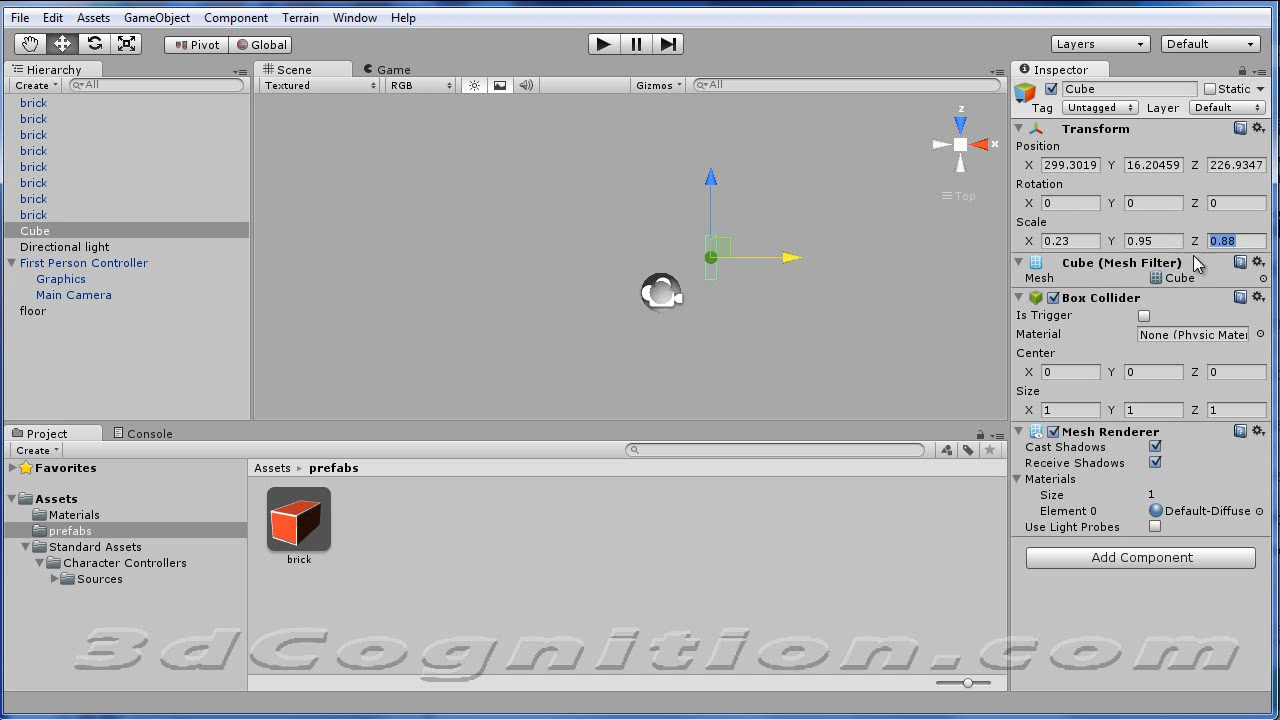 File Edit Assets GameObject Component Terrain Window Help
Pivot Global Layers Default
Hierarchy
Create All
brick
brick
brick
brick
brick
brick
brick
brick
Cube
Directional light
First Person Controller
Graphics
Main Camera
floor
Scene Game
Textured RGB Gizmos All
z
x
Top
Inspector
Cube Static
Tag Untagged Layer Default
Transform
Position
X 299.3019 Y 16.20459 Z 226.9347
Rotation
X 0 Y 0 Z 0
Scale
X 0.23 Y 0.95 Z 0.88
Cube (Mesh Filter)
Mesh Cube
Box Collider
Is Trigger
Material None (Physic Mater
Center
X 0 Y 0 Z 0
Size
X 1 Y 1 Z 1
Mesh Renderer
Cast Shadows
Receive Shadows
Materials
Size 1
Element 0 Default-Diffuse
Use Light Probes
Add Component
Project Console
Create
Favorites
Assets
Materials
prefabs
Standard Assets
Character Controllers
Sources
Assets prefabs
brick
3dCognition.com